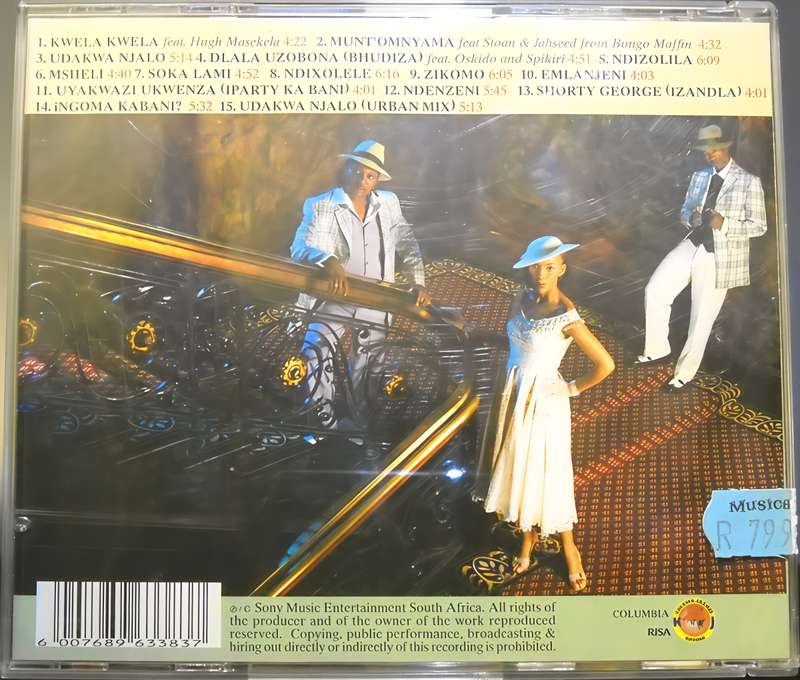 1. KWELA KWELA feat. Hugh Masekela 4:22 2. MUNT'OMNYAMA feat Stoan & Jahseed from Bongo Maffin 4:32
3. UDAKWA NJALO 5:14 4. DLALA UZOBONA (BHUDIZA) feat. Oskido and Spikiri 4:51 5. NDIZOLILA 6:09
6. MSHELI 4:40 7. SOKA LAMI 4:52 8. NDIXOLELE 6:16 9. ZIKOMO 6:05 10. EMLANJENI 4:03
11. UYAKWAZI UKWENZA (IPARTY KA BANI) 4:01 12. NDENZENI 5:45 13. SHORTY GEORGE (IZANDLA) 4:01
14. iNGOMA KABANI? 5:32 15. UDAKWA NJALO (URBAN MIX) 5:13
MUSICA
R 799
6 007689 633837
℗/© Sony Music Entertainment South Africa. All rights of
the producer and of the owner of the work reproduced
reserved. Copying, public performance, broadcasting &
hiring out directly or indirectly of this recording is prohibited.
COLUMBIA
RISA